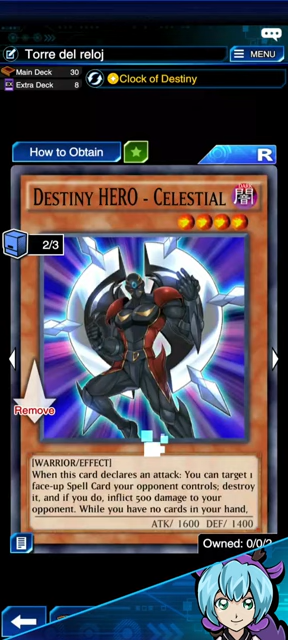 Torre del reloj
MENU
Main Deck 30
EX Extra Deck 8
Clock of Destiny
How to Obtain
R
DESTINY HERO - CELESTIAL
闇
2/3
Remove
[WARRIOR/EFFECT]
When this card declares an attack: You can target 1
face-up Spell Card your opponent controls; destroy
it, and if you do, inflict 500 damage to your
opponent. While you have no cards in your hand,
ATK/ 1600 DEF/ 1400
Owned: 0/0/2